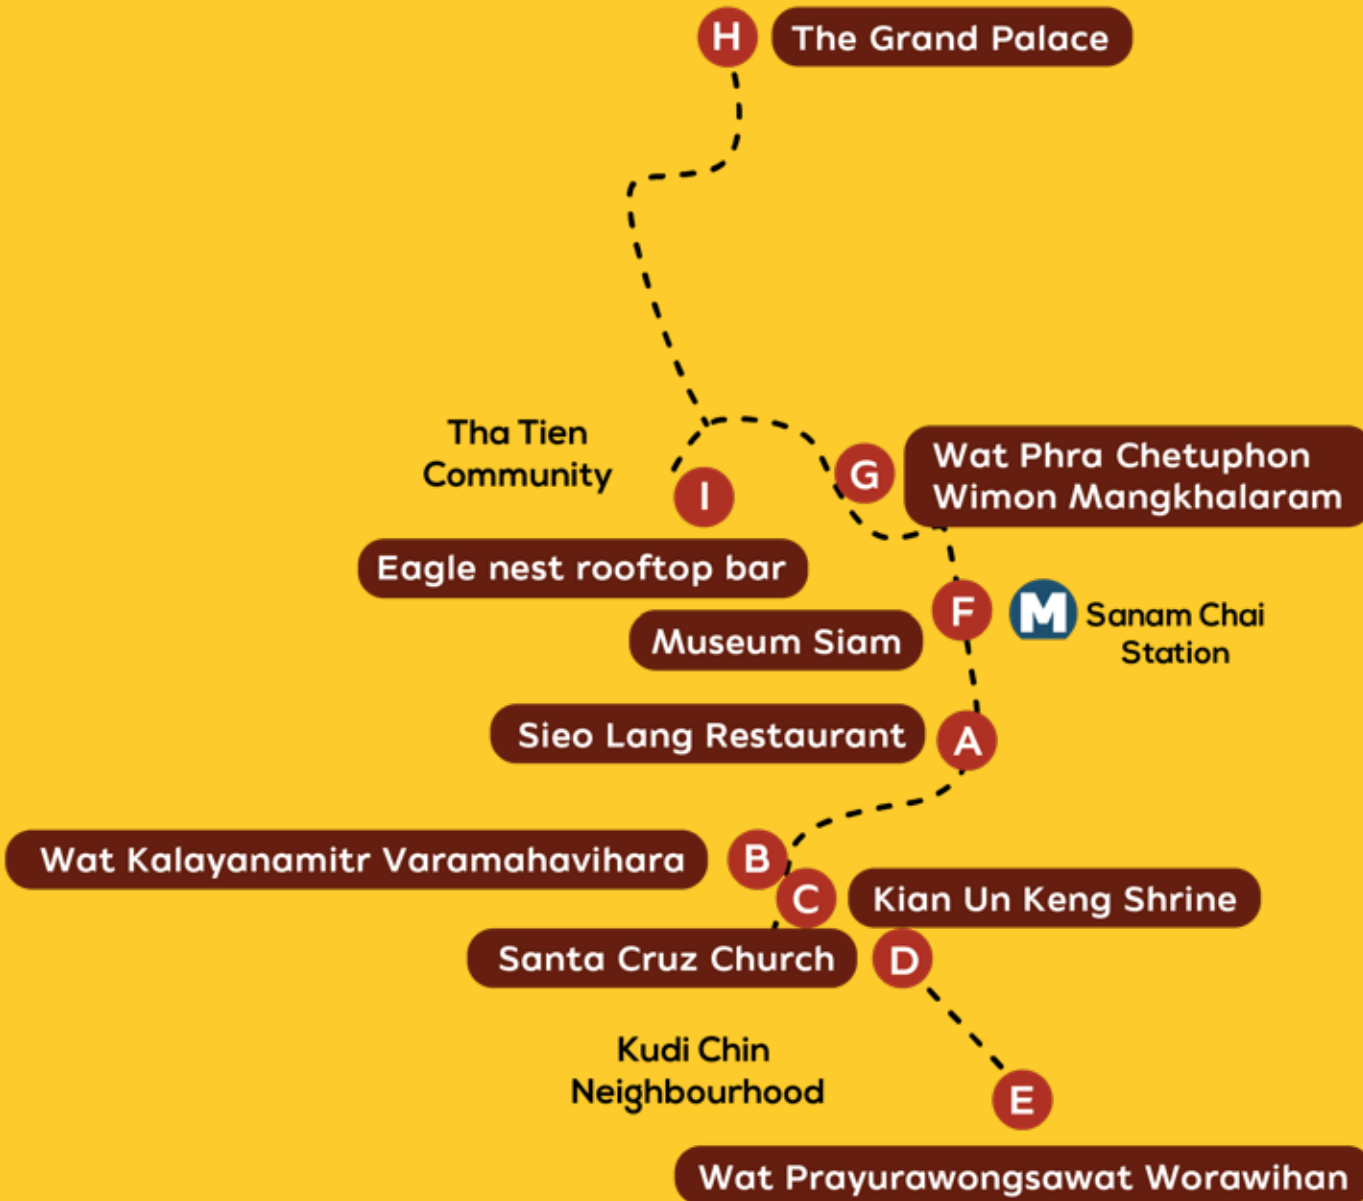 H
The Grand Palace
Tha Tien
Community
G
Wat Phra Chetuphon
Wimon Mangkhalaram
I
Eagle nest rooftop bar
F
M
Sanam Chai
Station
Museum Siam
Sieo Lang Restaurant
A
Wat Kalayanamitr Varamahavihara
B
C
Kian Un Keng Shrine
Santa Cruz Church
D
Kudi Chin
Neighbourhood
E
Wat Prayurawongsawat Worawihan